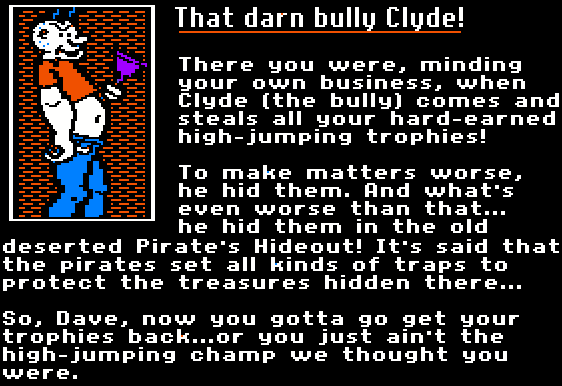 That darn bully Clyde!
There you were, minding
your own business, when
Clyde (the bully) comes and
steals all your hard-earned
high-jumping trophies!
To make matters worse,
he hid them. And what's
even worse than that...
he hid them in the old
deserted Pirate's Hideout! It's said that
the pirates set all kinds of traps to
protect the treasures hidden there...
So, Dave, now you gotta go get your
trophies back...or you just ain't the
high-jumping champ we thought you
were.